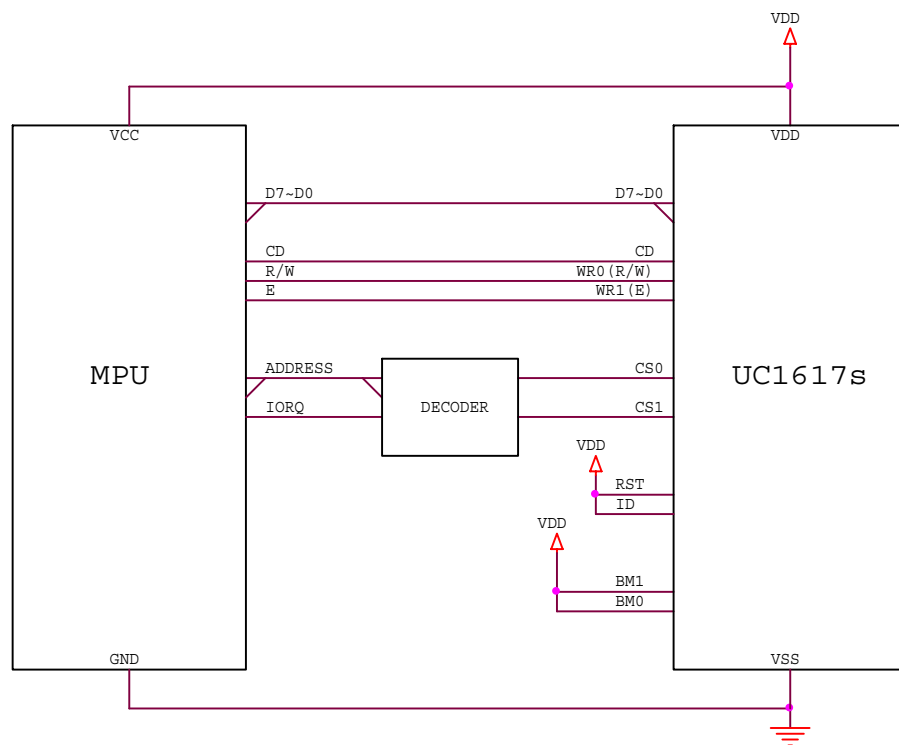 VDD
VCC
VDD
D7~D0
D7~D0
CD
CD
R/W
WR0(R/W)
E
WR1(E)
MPU
ADDRESS
DECODER
CS0
UC1617s
IORQ
CS1
VDD
RST
ID
VDD
BM1
BM0
GND
VSS